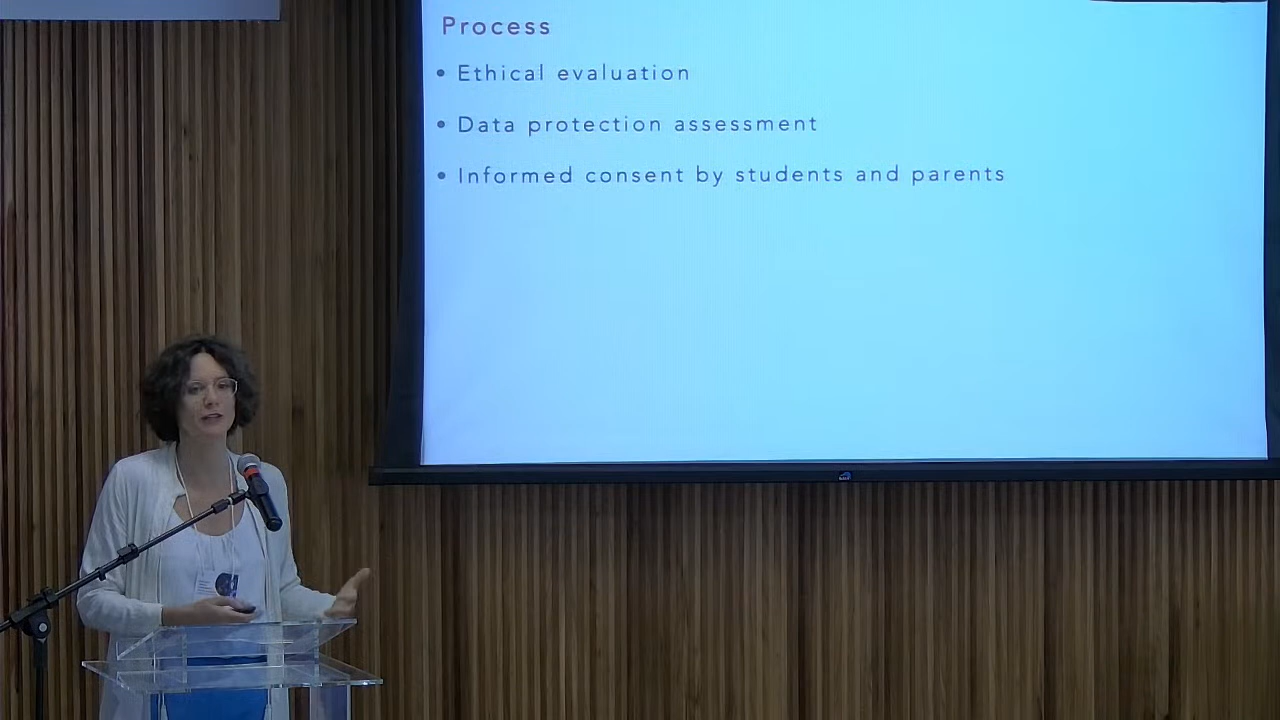 Process
• Ethical evaluation
• Data protection assessment
• Informed consent by students and parents